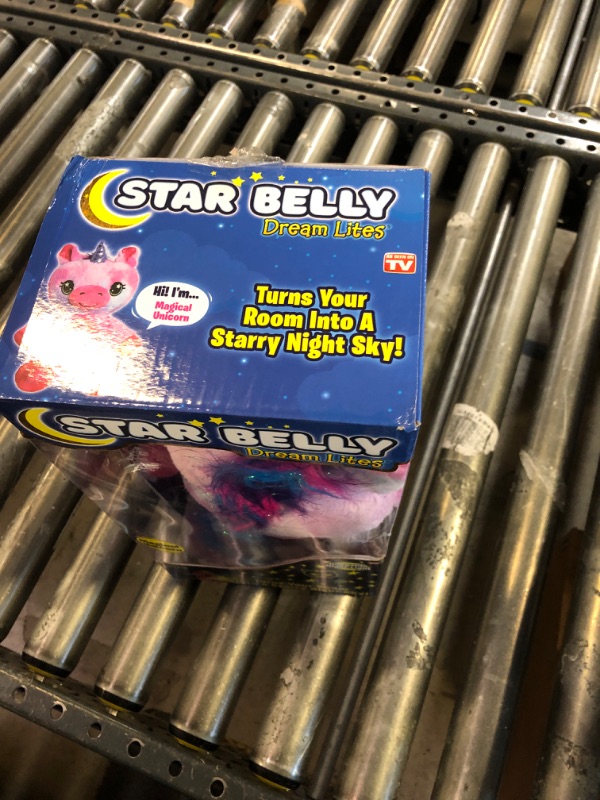 STAR BELLY
Dream Lites
AS SEEN ON
TV
Hi! I'm...
Magical
Unicorn
Turns Your
Room Into A
Starry Night Sky!
STAR BELLY
Dream Lites